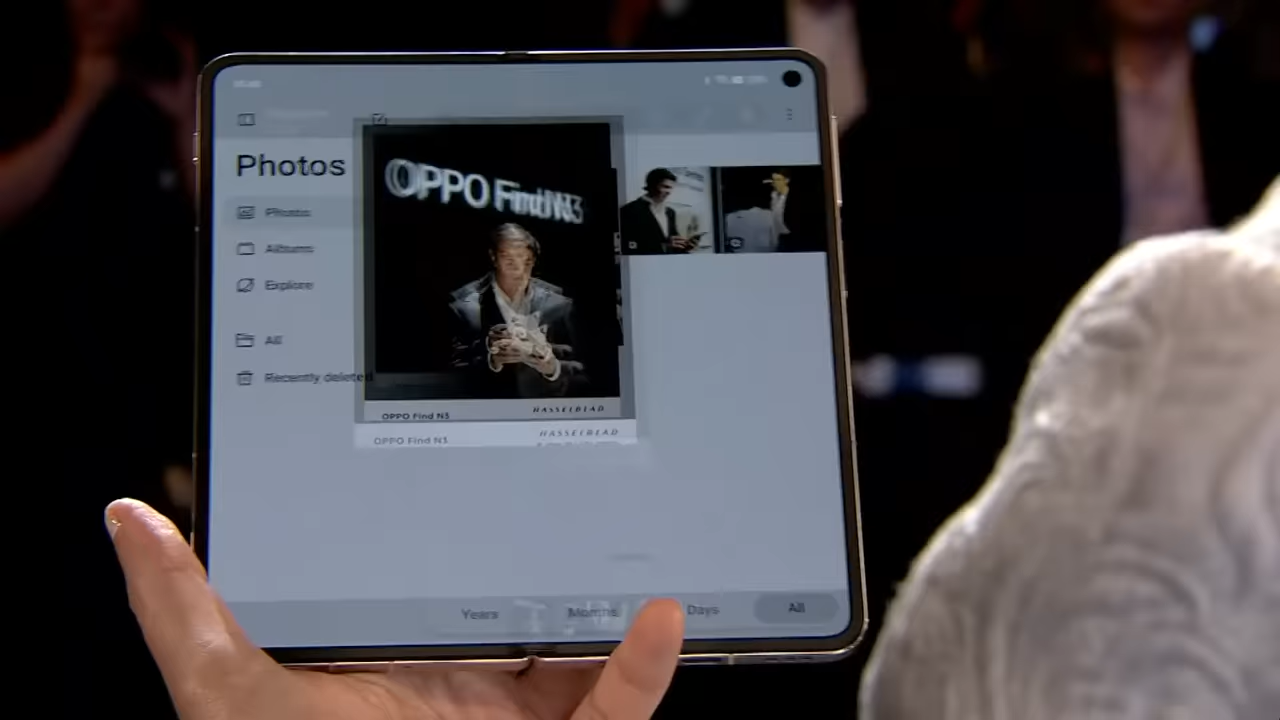 Photos
Photos
Albums
Explore
All
Recently deleted
OPPO Find N3
OPPO Find N3
HASSELBLAD
OPPO Find N3
HASSELBLAD
Years
Months
Days
All